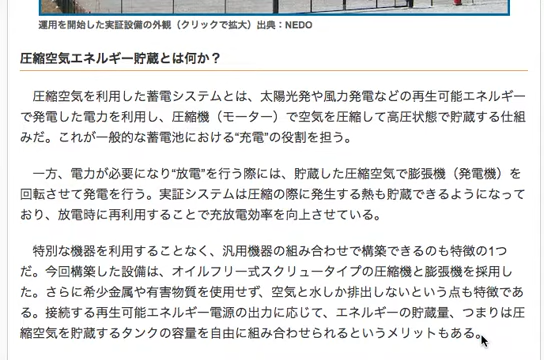 運用を開始した実証設備の外観（クリックで拡大）出典：NEDO
圧縮空気エネルギー貯蔵とは何か？
圧縮空気を利用した蓄電システムとは、太陽光発や風力発電などの再生可能エネルギー
で発電した電力を利用し、圧縮機（モーター）で空気を圧縮して高圧状態で貯蔵する仕組
みだ。これが一般的な蓄電池における“充電”の役割を担う。
一方、電力が必要になり“放電”を行う際には、貯蔵した圧縮空気で膨張機（発電機）を
回転させて発電を行う。実証システムは圧縮の際に発生する熱も貯蔵できるようになって
おり、放電時に再利用することで充放電効率を向上させている。
特別な機器を利用することなく、汎用機器の組み合わせで構築できるのも特徴の1つ
だ。今回構築した設備は、オイルフリー式スクリュータイプの圧縮機と膨張機を採用し
た。さらに希少金属や有害物質を使用せず、空気と水しか排出しないという点も特徴であ
る。接続する再生可能エネルギー電源の出力に応じて、エネルギーの貯蔵量、つまりは圧
縮空気を貯蔵するタンクの容量を自由に組み合わせられるというメリットもある。